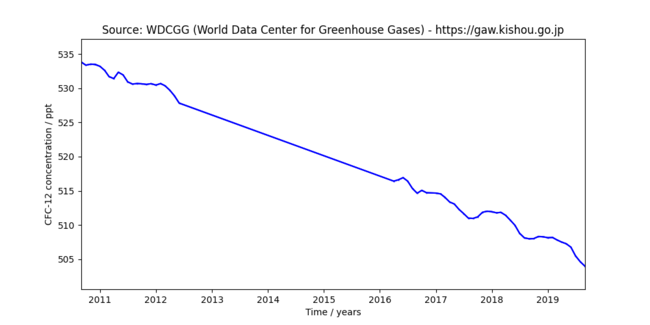 Source: WDCGG (World Data Center for Greenhouse Gases) - https://gaw.kishou.go.jp
535
530
525
520
515
510
505
CFC-12 concentration / ppt
2011 2012 2013 2014 2015 2016 2017 2018 2019
Time / years